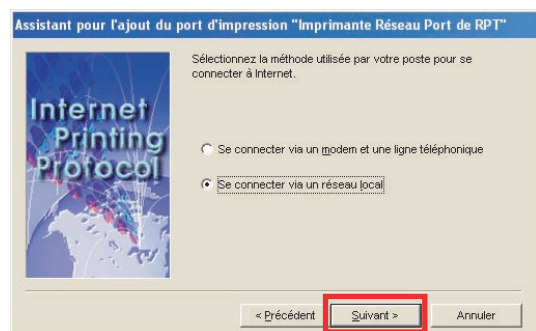 Assistant pour l'ajout du port d'impression "Imprimante Réseau Port de RPT"
Sélectionnez la méthode utilisée par votre poste pour se
connecter à Internet.
Internet
Printing
Protocol
Se connecter via un modem et une ligne téléphonique
Se connecter via un réseau local
< Précédent
Suivant >
Annuler